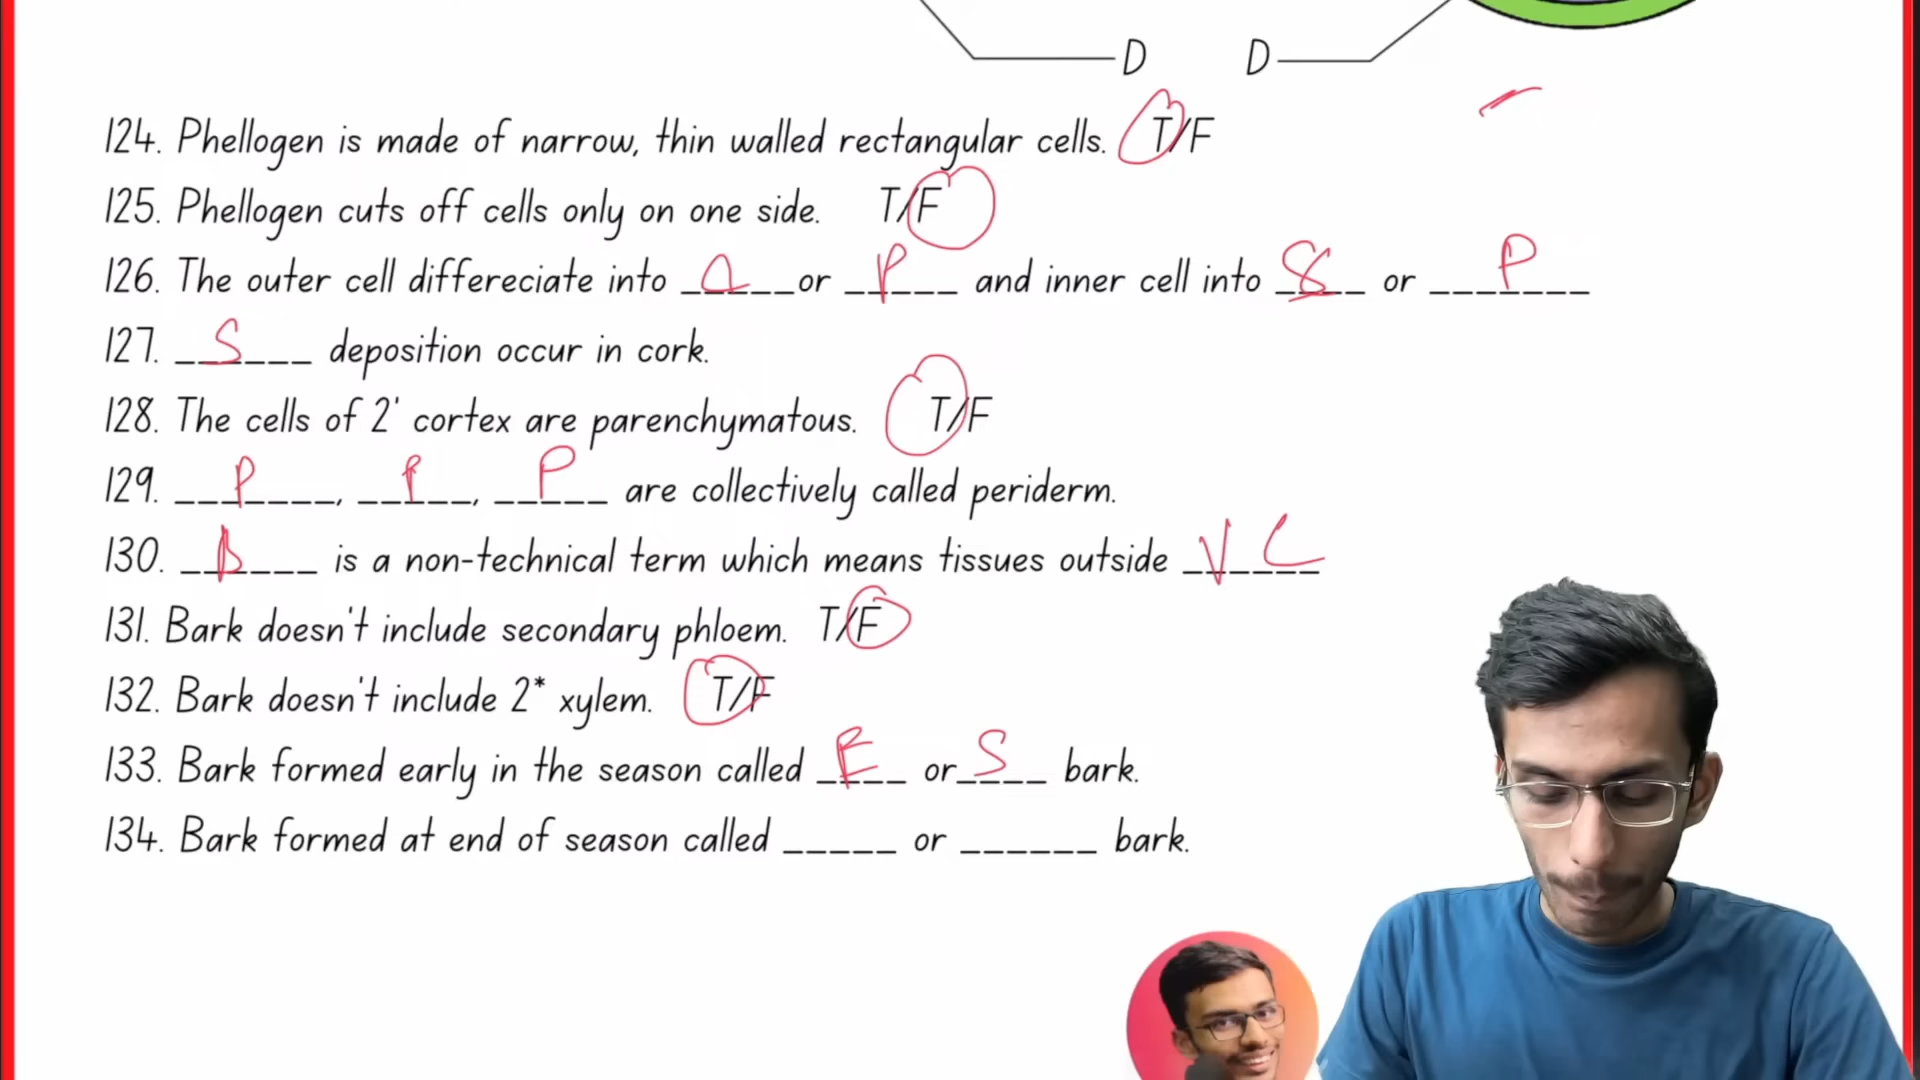 D D
124. Phellogen is made of narrow, thin walled rectangular cells. T/F
125. Phellogen cuts off cells only on one side. T/F
126. The outer cell differeciate into _____or _____ and inner cell into ____ or _______
C P S P
127. ______ deposition occur in cork.
S
128. The cells of 2' cortex are parenchymatous. T/F
129. _______, _____, _____ are collectively called periderm.
P P P
130. ______ is a non-technical term which means tissues outside ______
B V C
131. Bark doesn't include secondary phloem. T/F
132. Bark doesn't include 2* xylem. T/F
133. Bark formed early in the season called ____ or____ bark.
E S
134. Bark formed at end of season called _____ or ______ bark.